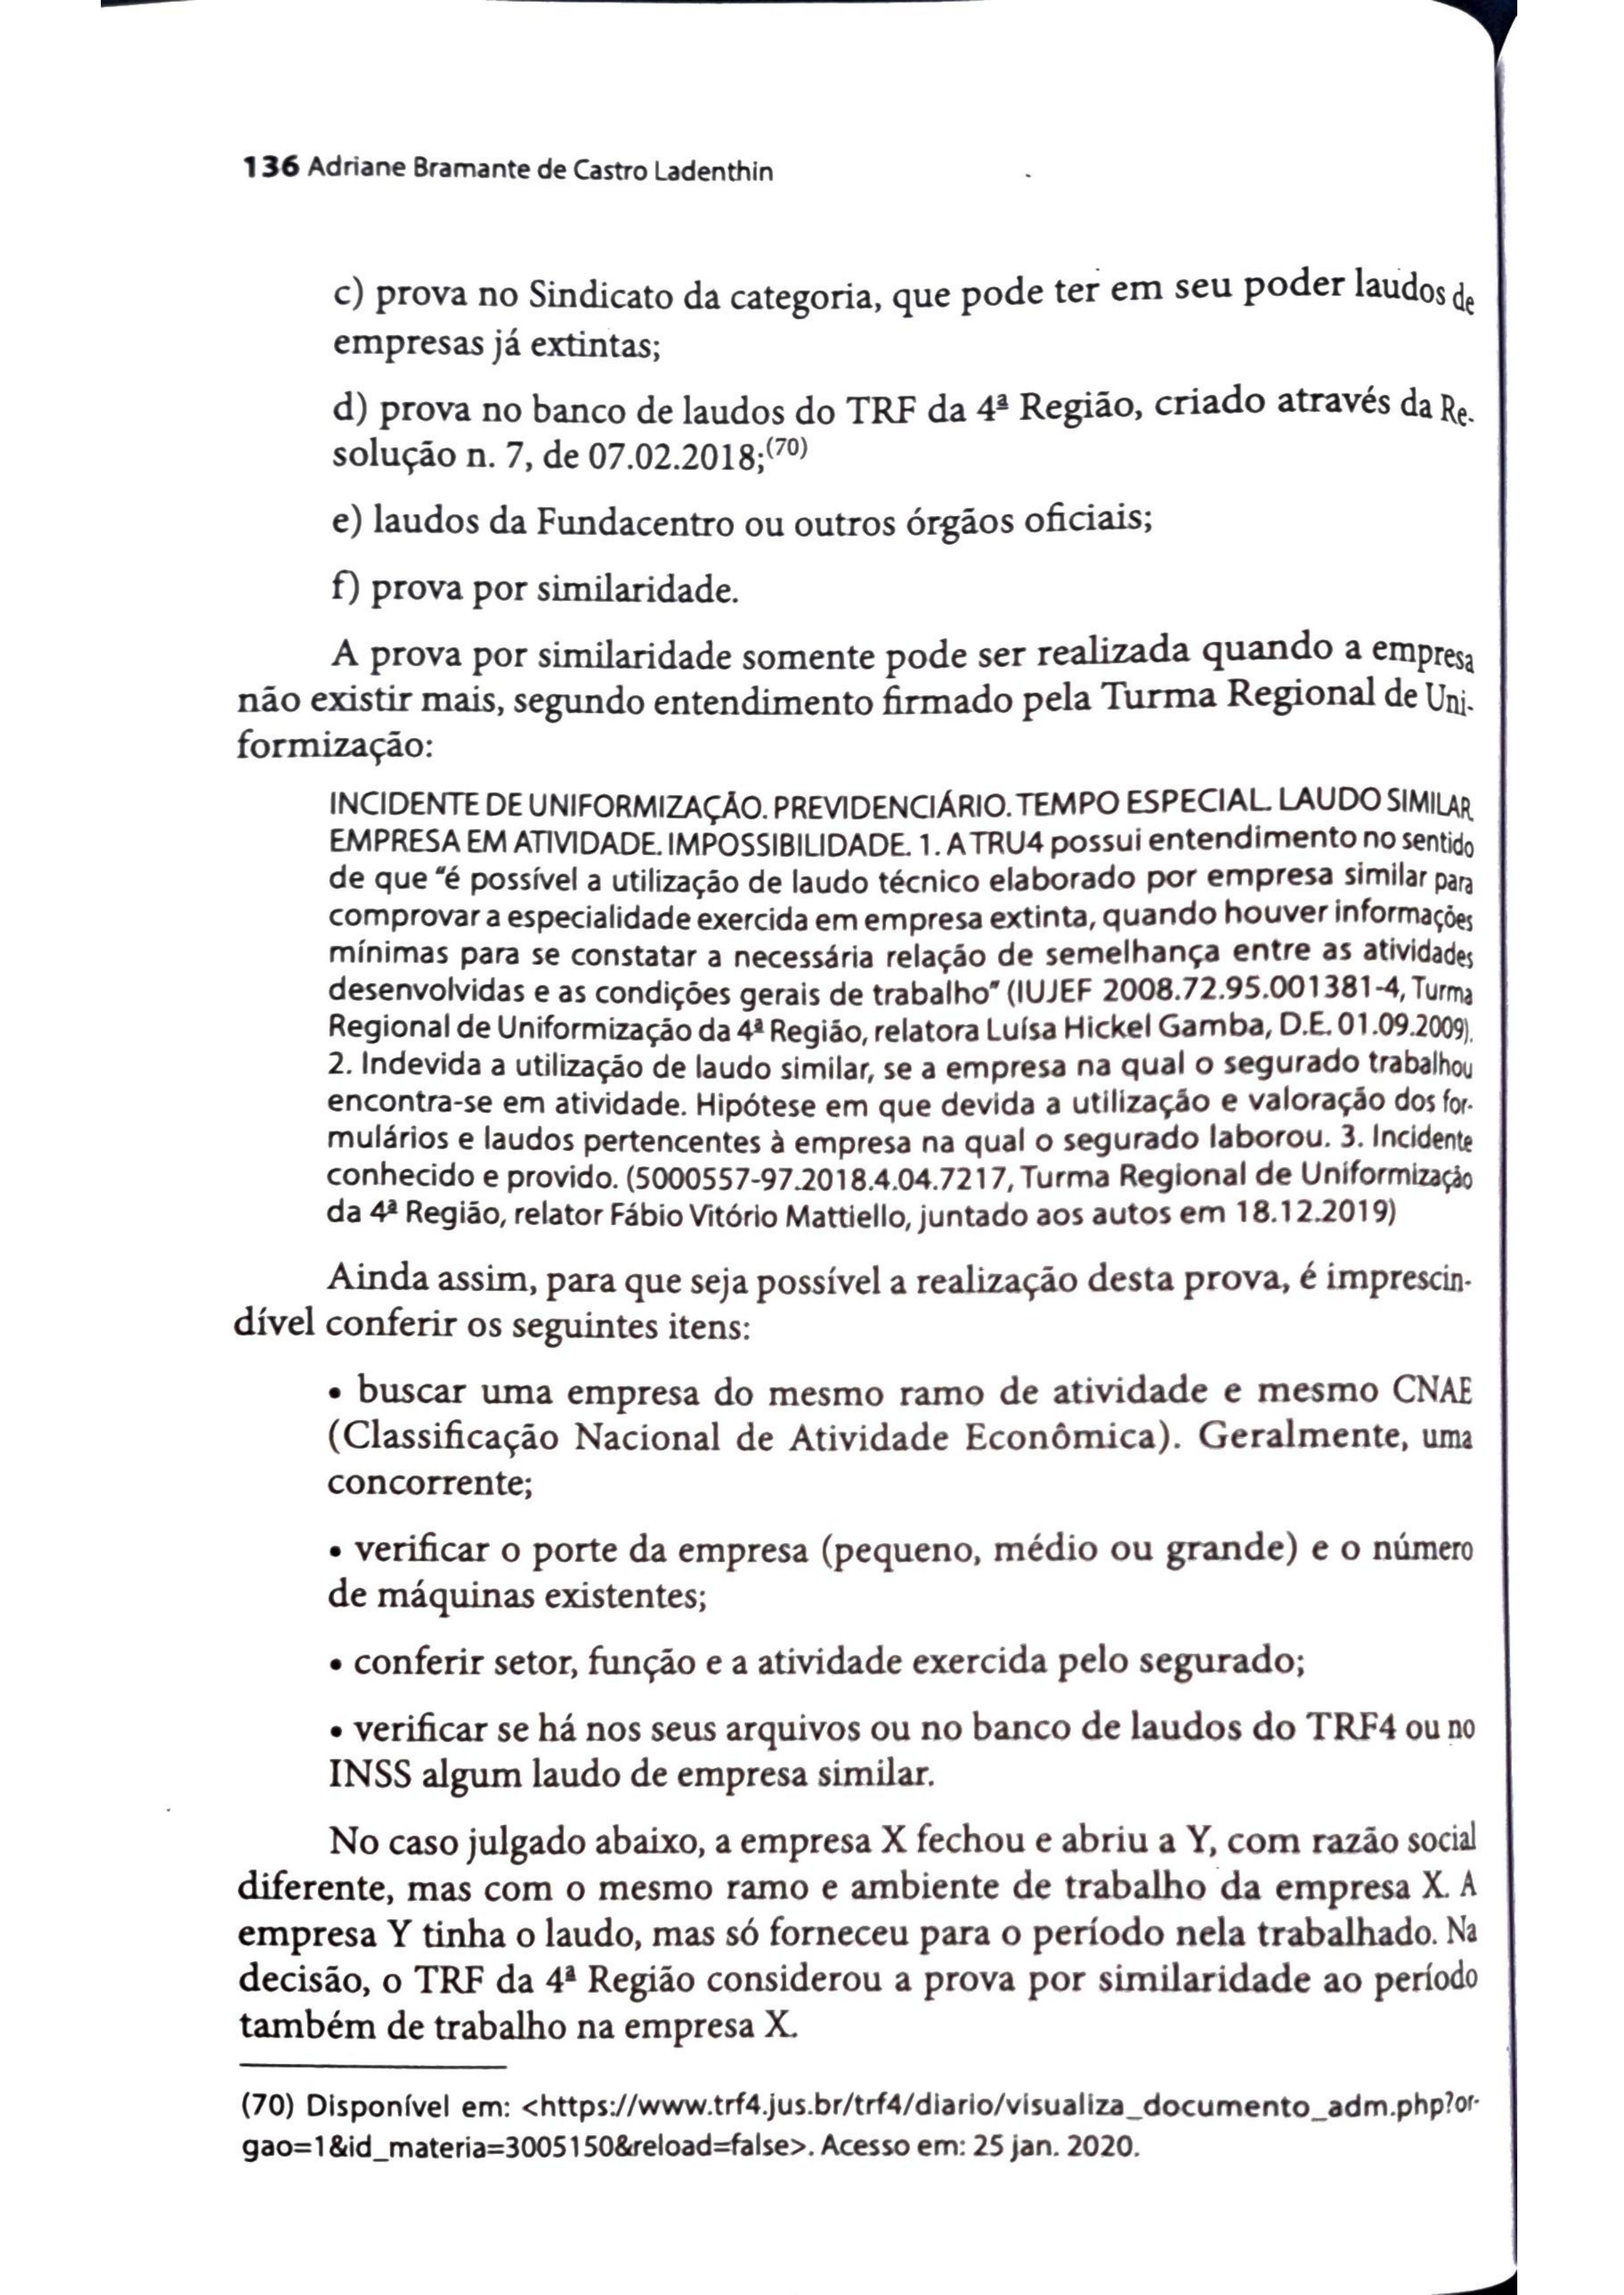 136 Adriane Bramante de Castro Ladenthin
c) prova no Sindicato da categoria, que pode ter em seu poder laudos de
empresas já extintas;
d) prova no banco de laudos do TRF da 4ª Região, criado através da Re-
solução n. 7, de 07.02.2018;(70)
e) laudos da Fundacentro ou outros órgãos oficiais;
f) prova por similaridade.
A prova por similaridade somente pode ser realizada quando a empresa
não existir mais, segundo entendimento firmado pela Turma Regional de Uni-
formização:
INCIDENTE DE UNIFORMIZAÇÃO. PREVIDENCIÁRIO. TEMPO ESPECIAL. LAUDO SIMILAR
EMPRESA EM ATIVIDADE. IMPOSSIBILIDADE. 1. A TRU4 possui entendimento no sentido
de que "é possível a utilização de laudo técnico elaborado por empresa similar para
comprovar a especialidade exercida em empresa extinta, quando houver informações
mínimas para se constatar a necessária relação de semelhança entre as atividades
desenvolvidas e as condições gerais de trabalho" (IUJEF 2008.72.95.001381-4, Turma
Regional de Uniformização da 4ª Região, relatora Luísa Hickel Gamba, D.E. 01.09.2009).
2. Indevida a utilização de laudo similar, se a empresa na qual o segurado trabalhou
encontra-se em atividade. Hipótese em que devida a utilização e valoração dos for-
mulários e laudos pertencentes à empresa na qual o segurado laborou. 3. Incidente
conhecido e provido. (5000557-97.2018.4.04.7217, Turma Regional de Uniformização
da 4ª Região, relator Fábio Vitório Mattiello, juntado aos autos em 18.12.2019)
Ainda assim, para que seja possível a realização desta prova, é imprescin-
dível conferir os seguintes itens:
• buscar uma empresa do mesmo ramo de atividade e mesmo CNAE
(Classificação Nacional de Atividade Econômica). Geralmente, uma
concorrente;
• verificar o porte da empresa (pequeno, médio ou grande) e o número
de máquinas existentes;
• conferir setor, função e a atividade exercida pelo segurado;
• verificar se há nos seus arquivos ou no banco de laudos do TRF4 ou no
INSS algum laudo de empresa similar.
No caso julgado abaixo, a empresa X fechou e abriu a Y, com razão social
diferente, mas com o mesmo ramo e ambiente de trabalho da empresa X. A
empresa Y tinha o laudo, mas só forneceu para o período nela trabalhado. Na
decisão, o TRF da 4ª Região considerou a prova por similaridade ao período
também de trabalho na empresa X.
(70) Disponível em: <https://www.trf4.jus.br/trf4/diario/visualiza_documento_adm.php?or-
gao=1&id_materia=3005150&reload=false>. Acesso em: 25 jan. 2020.